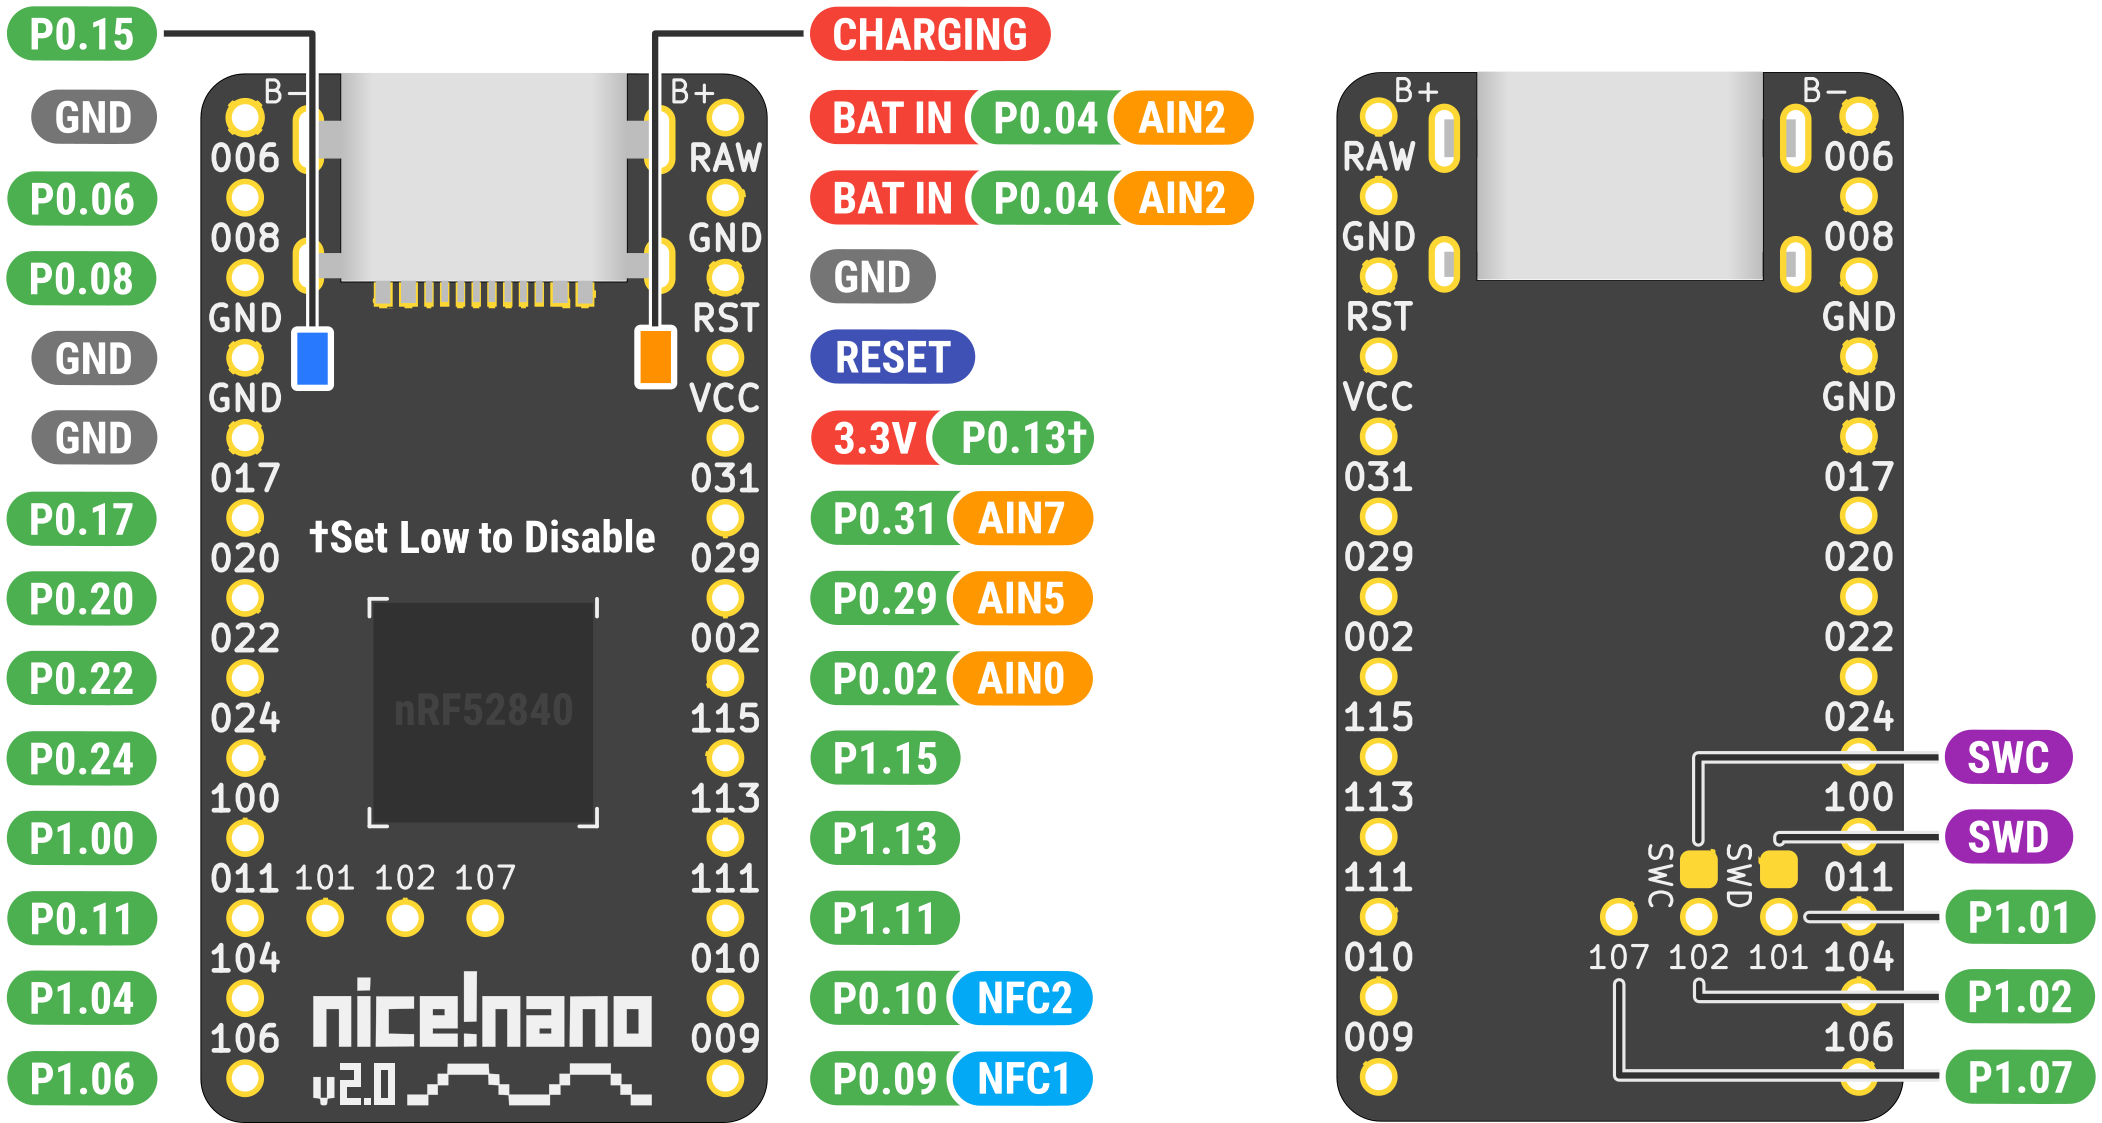 P0.15
CHARGING
B- B+
GND
BAT IN P0.04 AIN2
006 RAW
P0.06
BAT IN P0.04 AIN2
008 GND
P0.08
GND
GND RST
GND
RESET
GND VCC
GND
3.3V P0.13†
017 031
P0.17
†Set Low to Disable
P0.31 AIN7
020 029
P0.20
P0.29 AIN5
022 002
P0.22
P0.02 AIN0
nRF52840
024 115
P0.24
P1.15
100 113
P1.00
P1.13
011 101 102 107 111
P0.11
P1.11
104 010
P1.04
P0.10 NFC2
nice!nano
106 009
P1.06
v2.0
P0.09 NFC1
B+ B-
RAW 006
GND 008
RST GND
VCC GND
031 017
029 020
002 022
115 024
SWC
113 100
SWD
SWC SWD
111 011
P1.01
010 107 102 101 104
P1.02
009 106
P1.07